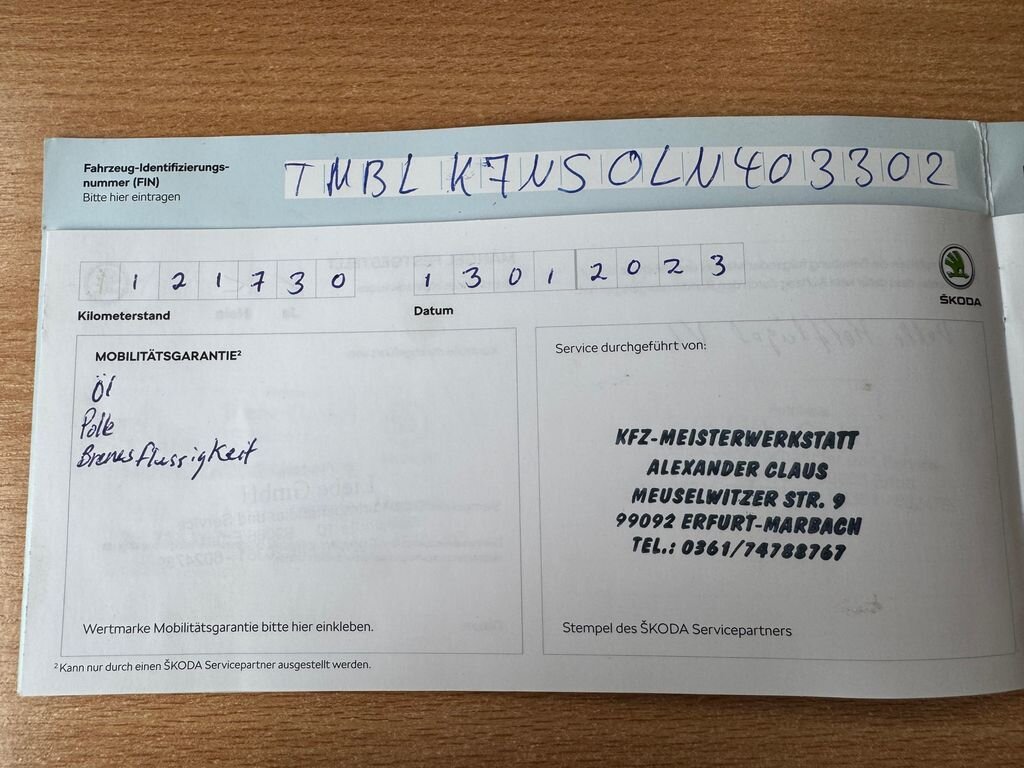 Fahrzeug-Identifizierungs-
nummer (FIN)
Bitte hier eintragen
TMBLK7NS0LN403302
121730
13012023
ŠKODA
Kilometerstand
Datum
MOBILITÄTSGARANTIE²
Öl
Polle
Bremsflüssigkeit
Wertmarke Mobilitätsgarantie bitte hier einkleben.
Service durchgeführt von:
KFZ-MEISTERWERKSTATT
ALEXANDER CLAUS
MEUSELWITZER STR. 9
99092 ERFURT-MARBACH
TEL.: 0361/74788767
Stempel des ŠKODA Servicepartners
² Kann nur durch einen ŠKODA Servicepartner ausgestellt werden.